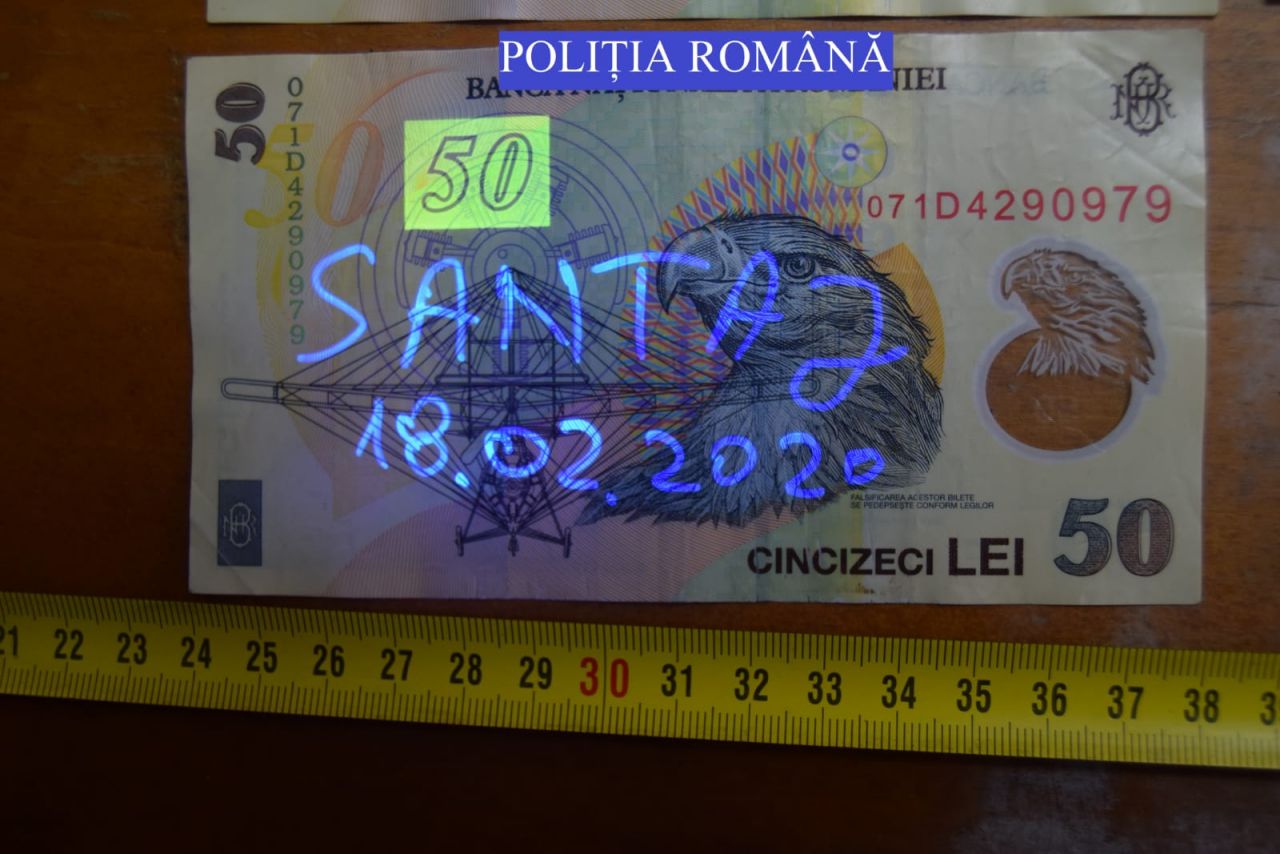 POLIȚIA ROMÂNĂ
NIEI
50
071D4290979
50
50
071D4290979
SANTAJ
18.02.2020
FALSIFICAREA ACESTOR BILETE
SE PEDEPSEȘTE CONFORM LEGILOR
CINCIZECI LEI 50
21 22 23 24 25 26 27 28 29 30 31 32 33 34 35 36 37 38